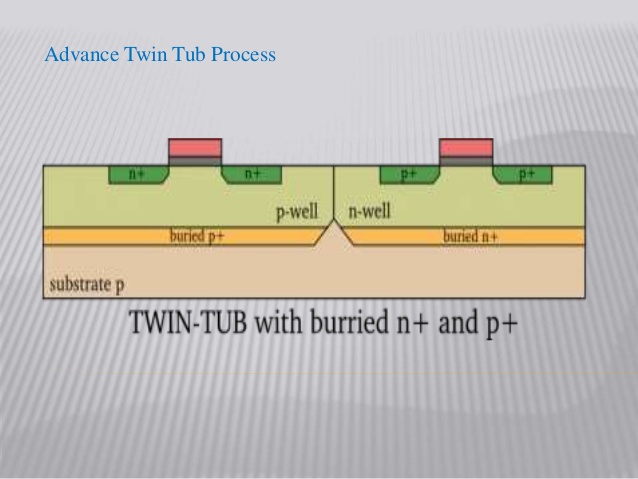 Advance Twin Tub Process
n+ n+ p+ p+
p-well n-well
buried p+ buried n+
substrate p
TWIN-TUB with burried n+ and p+